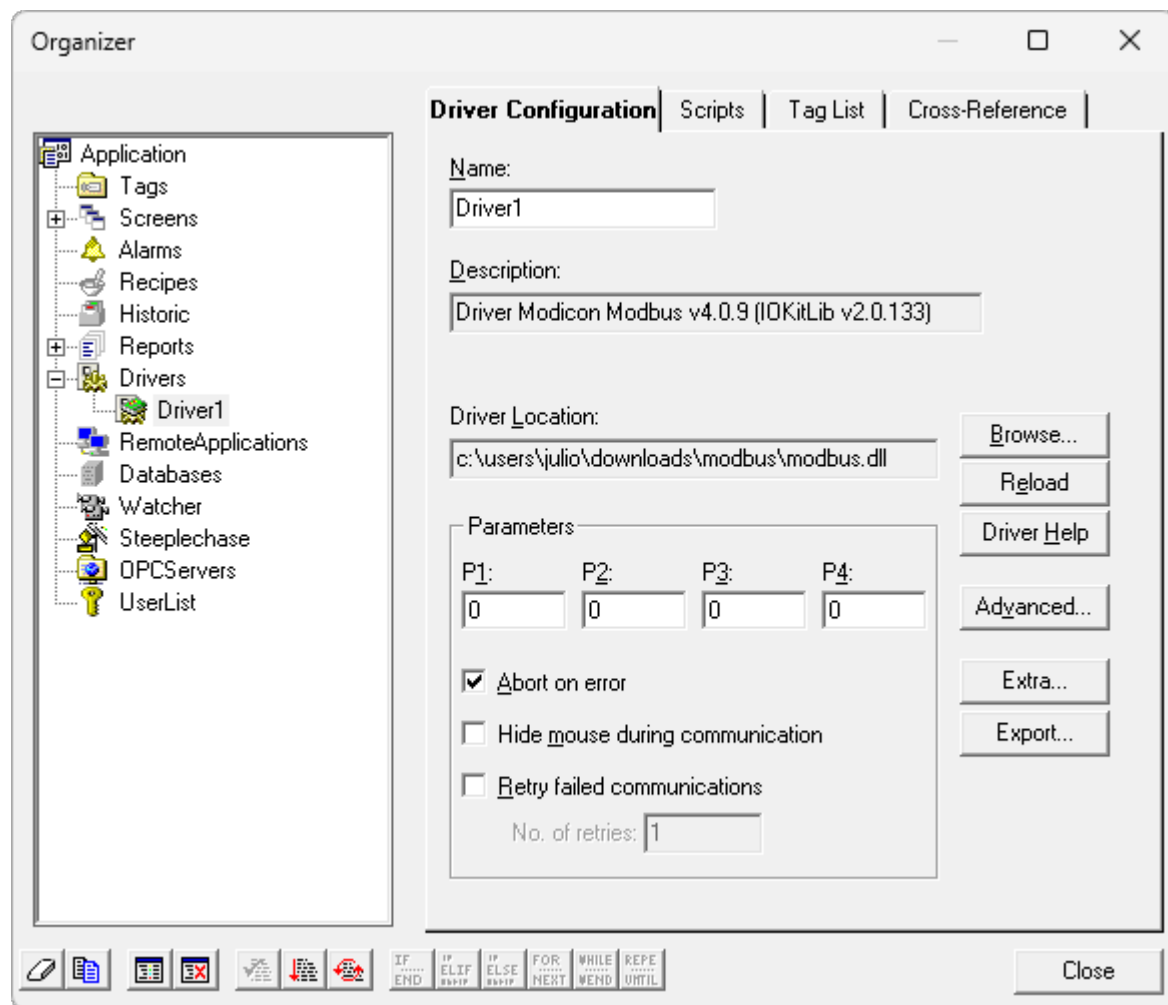 Organizer
Driver Configuration Scripts Tag List Cross-Reference
Application
Tags
Screens
Alarms
Recipes
Historic
Reports
Drivers
Driver1
RemoteApplications
Databases
Watcher
Steeplechase
OPCServers
UserList
Name:
Driver1
Description:
Driver Modicon Modbus v4.0.9 (IOKitLib v2.0.133)
Driver Location:
c:\users\julio\downloads\modbus\modbus.dll
Browse...
Reload
Driver Help
Advanced...
Extra...
Export...
Parameters
P1: P2: P3: P4:
0 0 0 0
Abort on error
Hide mouse during communication
Retry failed communications
No. of retries: 1
IF END
IF ELIF
IF ELSE
FOR NEXT
WHILE WEND
REPE UNTIL
Close